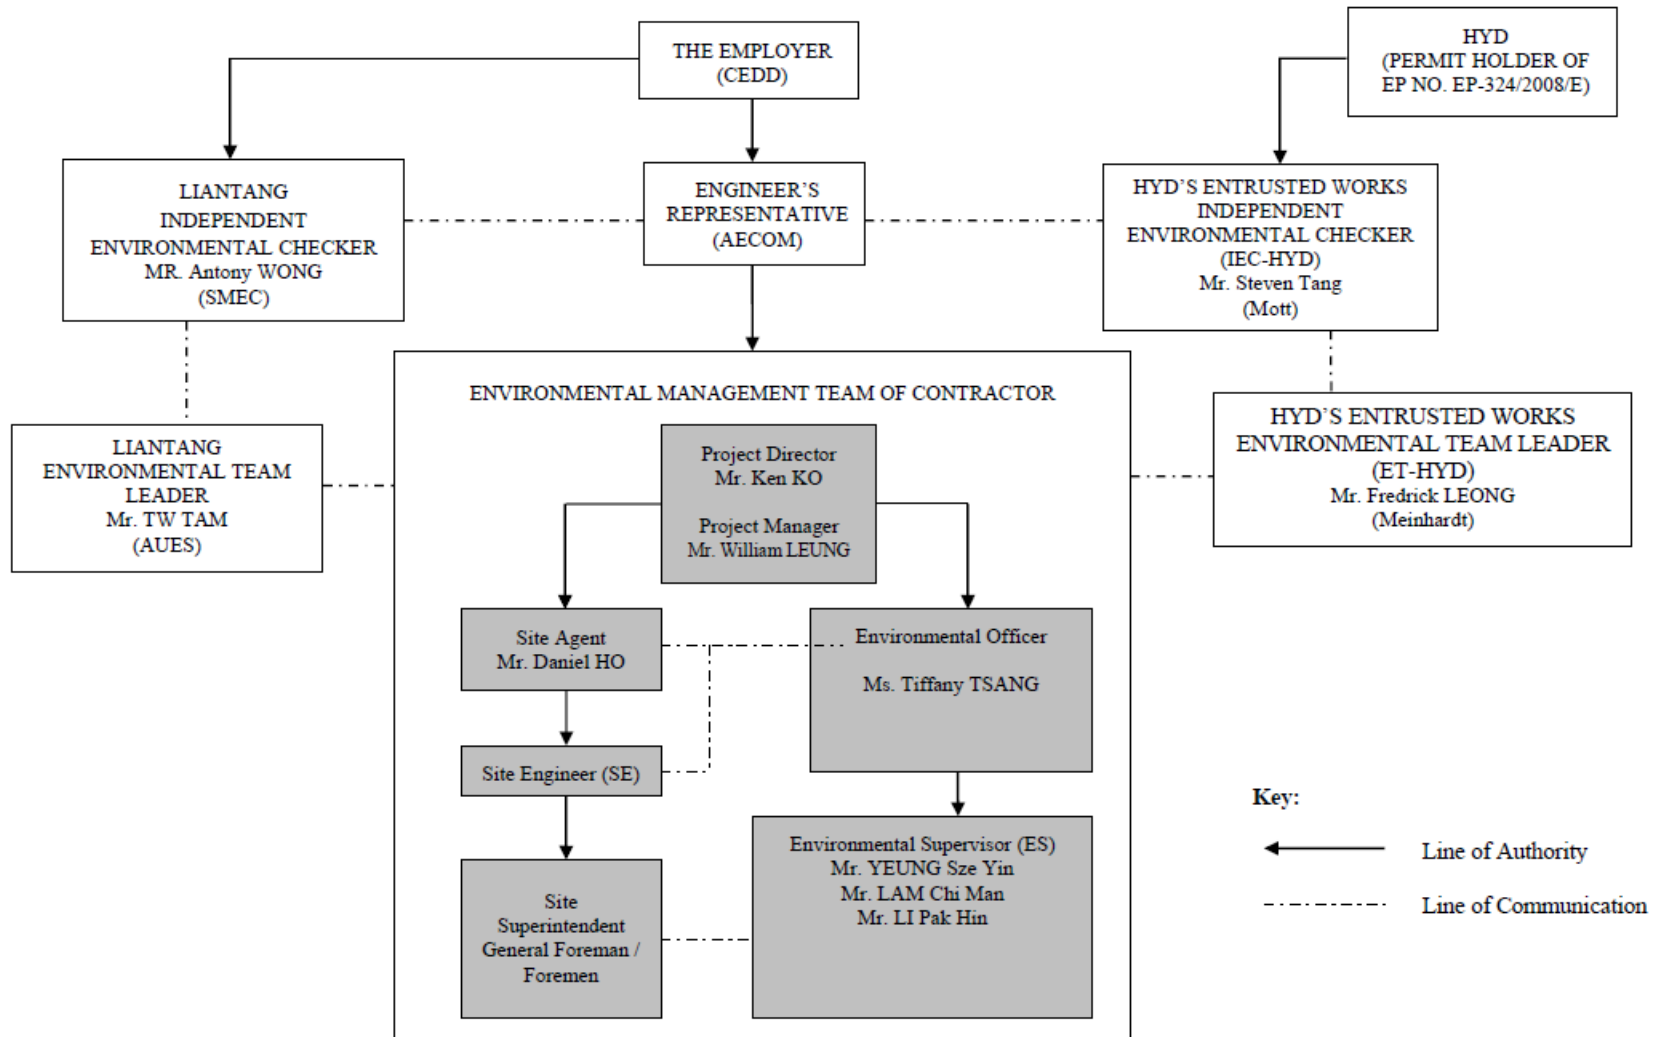 THE EMPLOYER
(CEDD)
HYD
(PERMIT HOLDER OF
EP NO. EP-324/2008/E)
LIANTANG
INDEPENDENT
ENVIRONMENTAL CHECKER
MR. Antony WONG
(SMEC)
ENGINEER'S
REPRESENTATIVE
(AECOM)
HYD'S ENTRUSTED WORKS
INDEPENDENT
ENVIRONMENTAL CHECKER
(IEC-HYD)
Mr. Steven Tang
(Mott)
ENVIRONMENTAL MANAGEMENT TEAM OF CONTRACTOR
LIANTANG
ENVIRONMENTAL TEAM
LEADER
Mr. TW TAM
(AUES)
Project Director
Mr. Ken KO
Project Manager
Mr. William LEUNG
HYD'S ENTRUSTED WORKS
ENVIRONMENTAL TEAM LEADER
(ET-HYD)
Mr. Fredrick LEONG
(Meinhardt)
Site Agent
Mr. Daniel HO
Environmental Officer
Ms. Tiffany TSANG
Site Engineer (SE)
Environmental Supervisor (ES)
Mr. YEUNG Sze Yin
Mr. LAM Chi Man
Mr. LI Pak Hin
Site
Superintendent
General Foreman /
Foremen
Key:
Line of Authority
Line of Communication